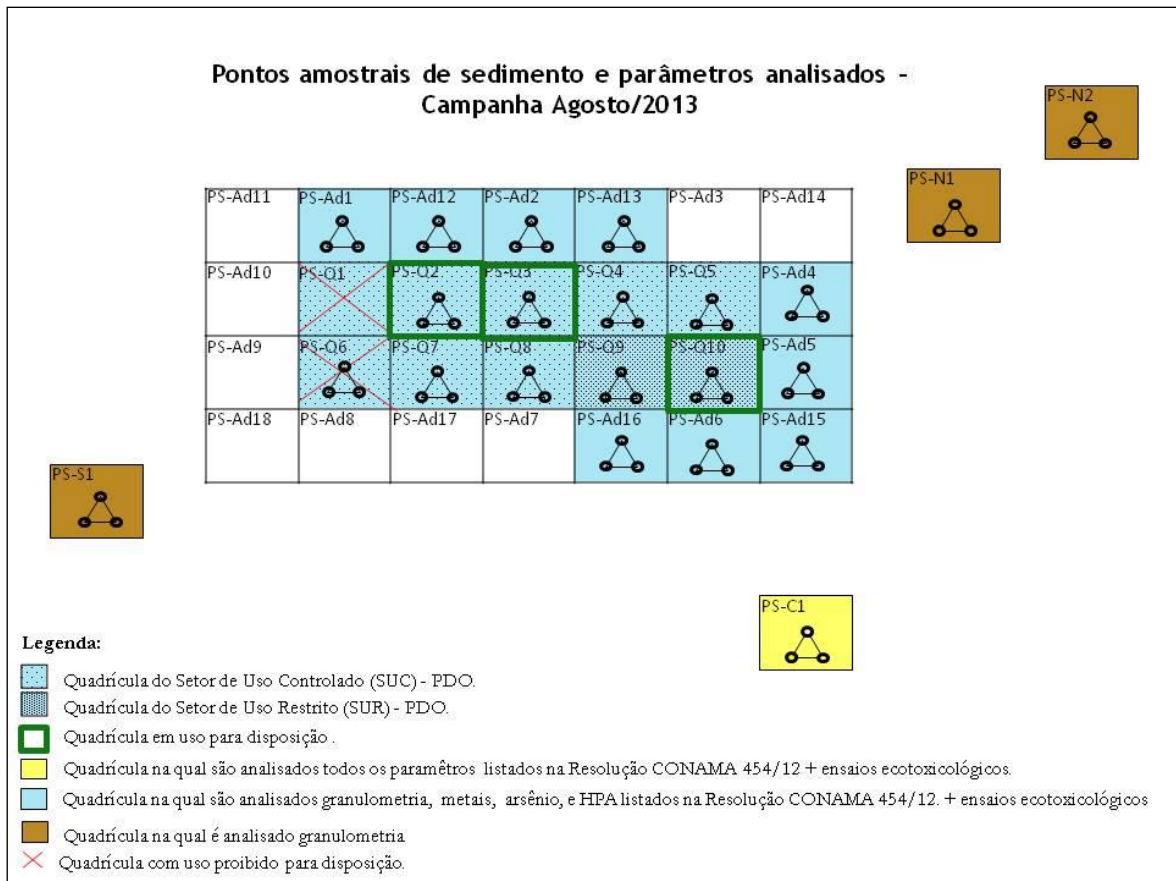 Pontos amostrais de sedimento e parâmetros analisados -
Campanha Agosto/2013
PS-N2
PS-N1
PS-Ad11 PS-Ad1 PS-Ad12 PS-Ad2 PS-Ad13 PS-Ad3 PS-Ad14
PS-Ad10 PS-Q1 PS-Q2 PS-Q3 PS-Q4 PS-Q5 PS-Ad4
PS-Ad9 PS-Q6 PS-Q7 PS-Q8 PS-Q9 PS-Q10 PS-Ad5
PS-Ad18 PS-Ad8 PS-Ad17 PS-Ad7 PS-Ad16 PS-Ad6 PS-Ad15
PS-S1
PS-C1
Legenda:
Quadrícula do Setor de Uso Controlado (SUC) - PDO.
Quadrícula do Setor de Uso Restrito (SUR) - PDO.
Quadrícula em uso para disposição .
Quadrícula na qual são analisados todos os paramêtros listados na Resolução CONAMA 454/12 + ensaios ecotoxicológicos.
Quadrícula na qual são analisados granulometria, metais, arsênio, e HPA listados na Resolução CONAMA 454/12. + ensaios ecotoxicológicos
Quadrícula na qual é analisado granulometria
Quadrícula com uso proibido para disposição.